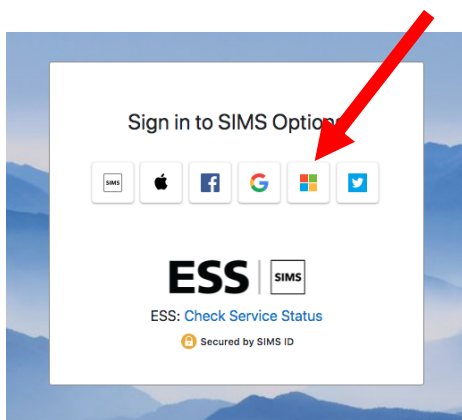 Sign in to SIMS Options
SIMS
ESS SIMS
ESS: Check Service Status
Secured by SIMS ID